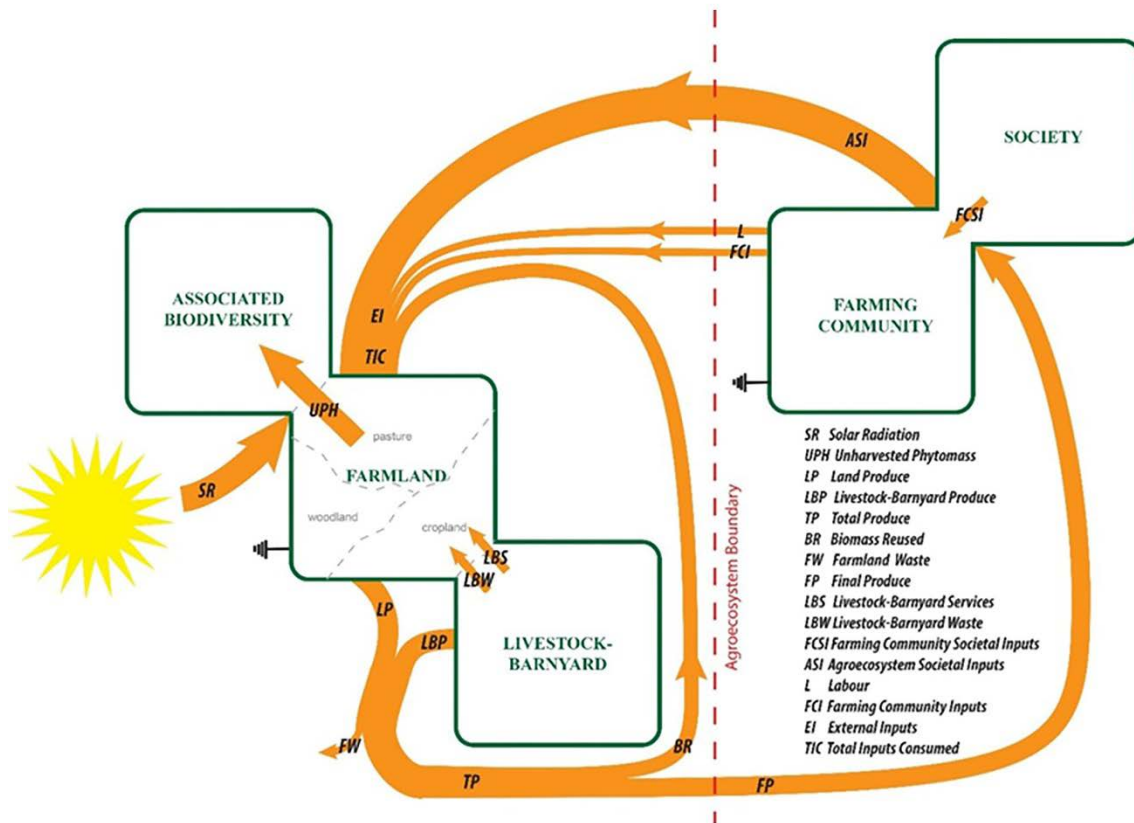 ASI
SOCIETY
FCSI
L
FCI
ASSOCIATED
BIODIVERSITY
EI
TIC
FARMING
COMMUNITY
UPH
pasture
SR
FARMLAND
woodland
cropland
LBS
LBW
LP
LBP
LIVESTOCK-
BARNYARD
FW
TP
BR
FP
Agroecosystem Boundary
SR Solar Radiation
UPH Unharvested Phytomass
LP Land Produce
LBP Livestock-Barnyard Produce
TP Total Produce
BR Biomass Reused
FW Farmland Waste
FP Final Produce
LBS Livestock-Barnyard Services
LBW Livestock-Barnyard Waste
FCSI Farming Community Societal Inputs
ASI Agroecosystem Societal Inputs
L Labour
FCI Farming Community Inputs
EI External Inputs
TIC Total Inputs Consumed